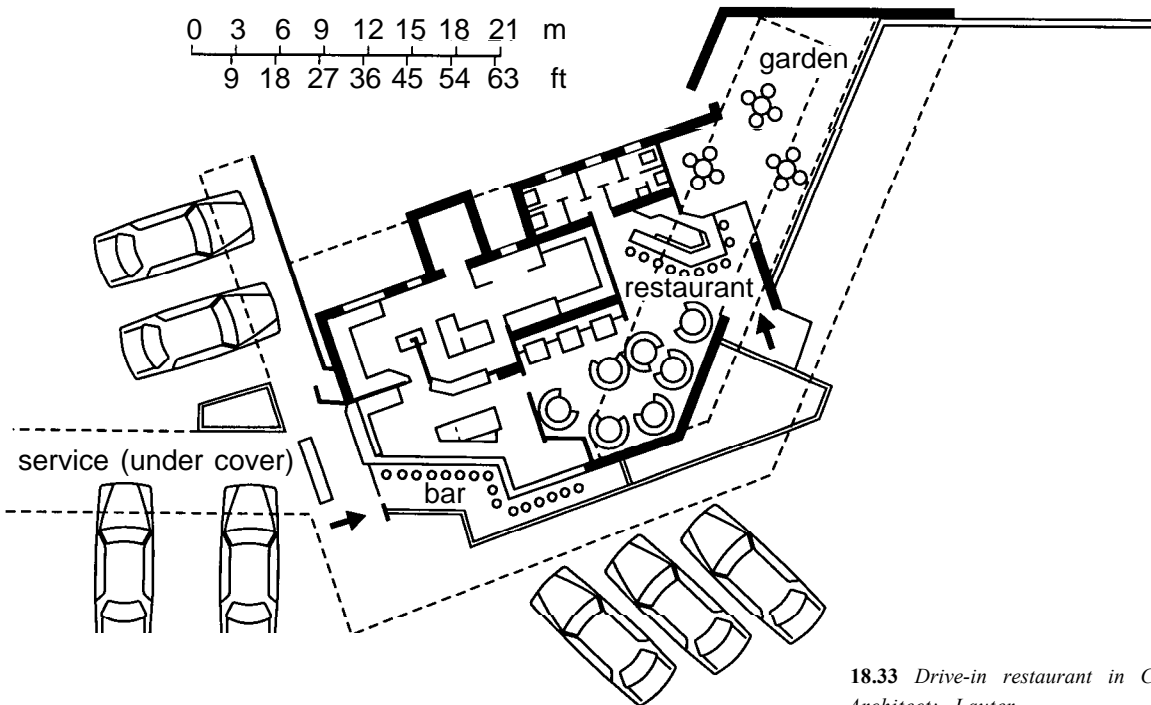 0 3 6 9 12 15 18 21 m
9 18 27 36 45 54 63 ft
garden
restaurant
service (under cover)
bar
18.33 Drive-in restaurant in C